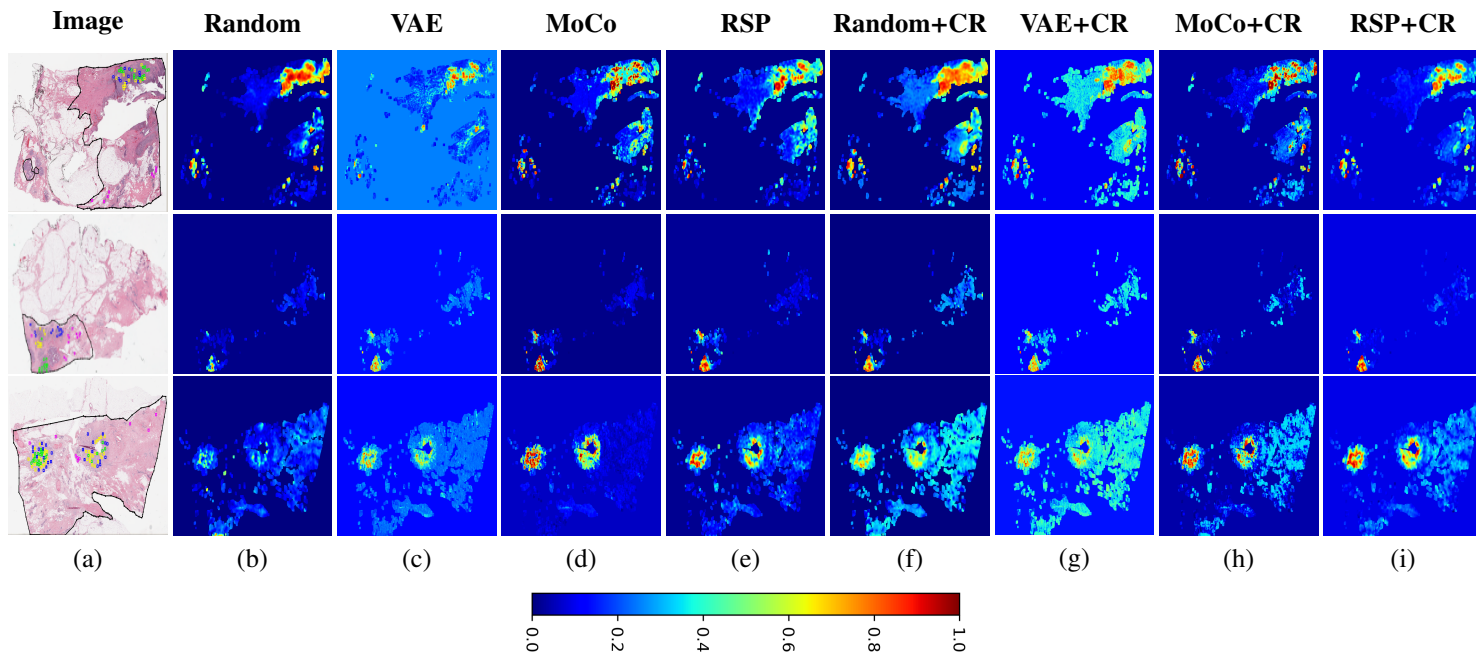 Image Random VAE MoCo RSP Random+CR VAE+CR MoCo+CR RSP+CR
(a) (b) (c) (d) (e) (f) (g) (h) (i)
0.0 0.2 0.4 0.6 0.8 1.0